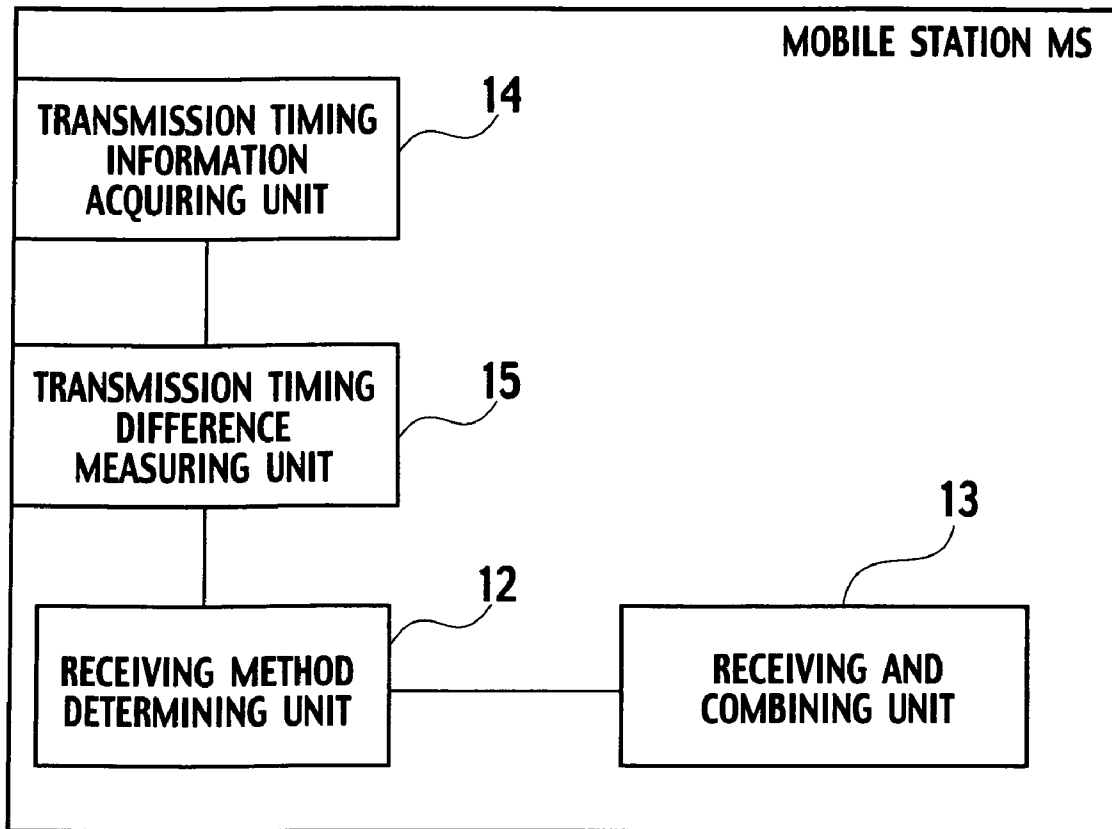 MOBILE STATION MS
14
TRANSMISSION TIMING
INFORMATION
ACQUIRING UNIT
15
TRANSMISSION TIMING
DIFFERENCE
MEASURING UNIT
13
12
RECEIVING METHOD
DETERMINING UNIT
RECEIVING AND
COMBINING UNIT